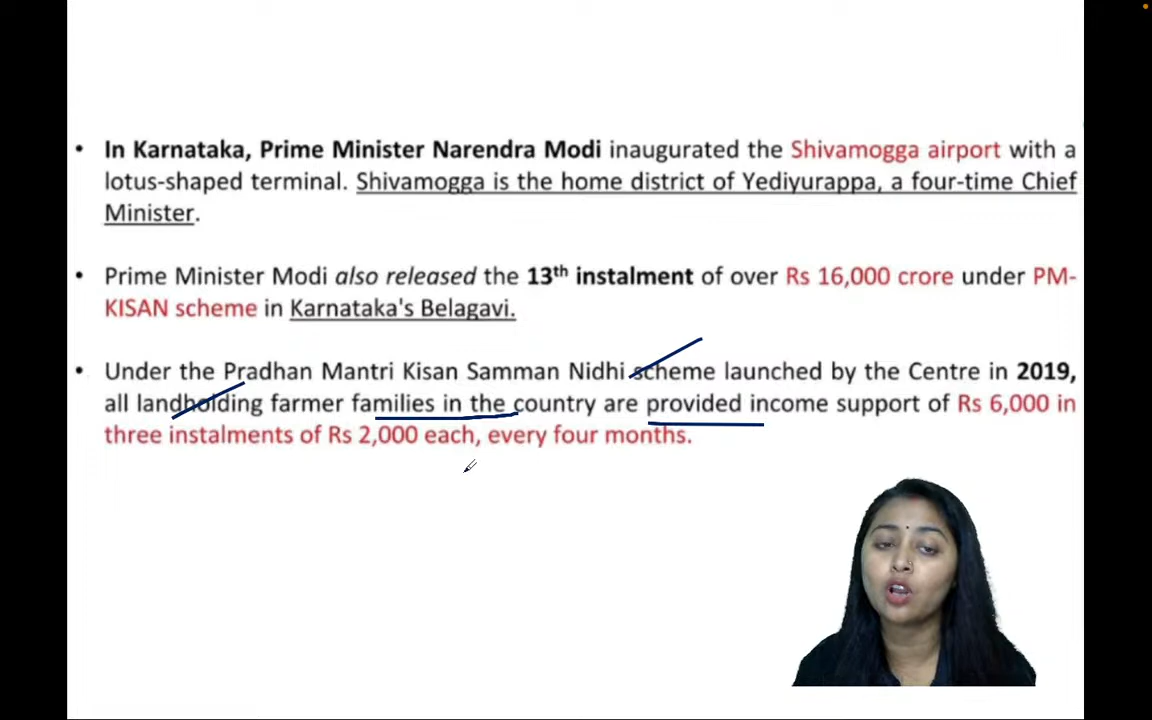 • In Karnataka, Prime Minister Narendra Modi inaugurated the Shivamogga airport with a
lotus-shaped terminal. Shivamogga is the home district of Yediyurappa, a four-time Chief
Minister.
• Prime Minister Modi also released the 13th instalment of over Rs 16,000 crore under PM-
KISAN scheme in Karnataka's Belagavi.
• Under the Pradhan Mantri Kisan Samman Nidhi scheme launched by the Centre in 2019,
all landholding farmer families in the country are provided income support of Rs 6,000 in
three instalments of Rs 2,000 each, every four months.